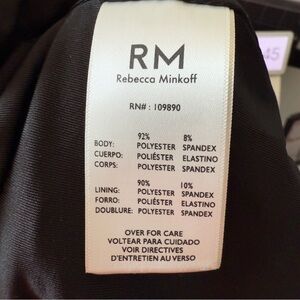 RM
Rebecca Minkoff
RN# : 109890
92% 8%
BODY: POLYESTER SPANDEX
CUERPO: POLIÉSTER ELASTINO
CORPS: POLYESTER SPANDEX
90% 10%
LINING: POLYESTER SPANDEX
FORRO: POLIÉSTER ELASTINO
DOUBLURE: POLYESTER SPANDEX
OVER FOR CARE
VOLTEAR PARA CUIDADO
VOIR DIRECTIVES
D'ENTRETIEN AU VERSO
45